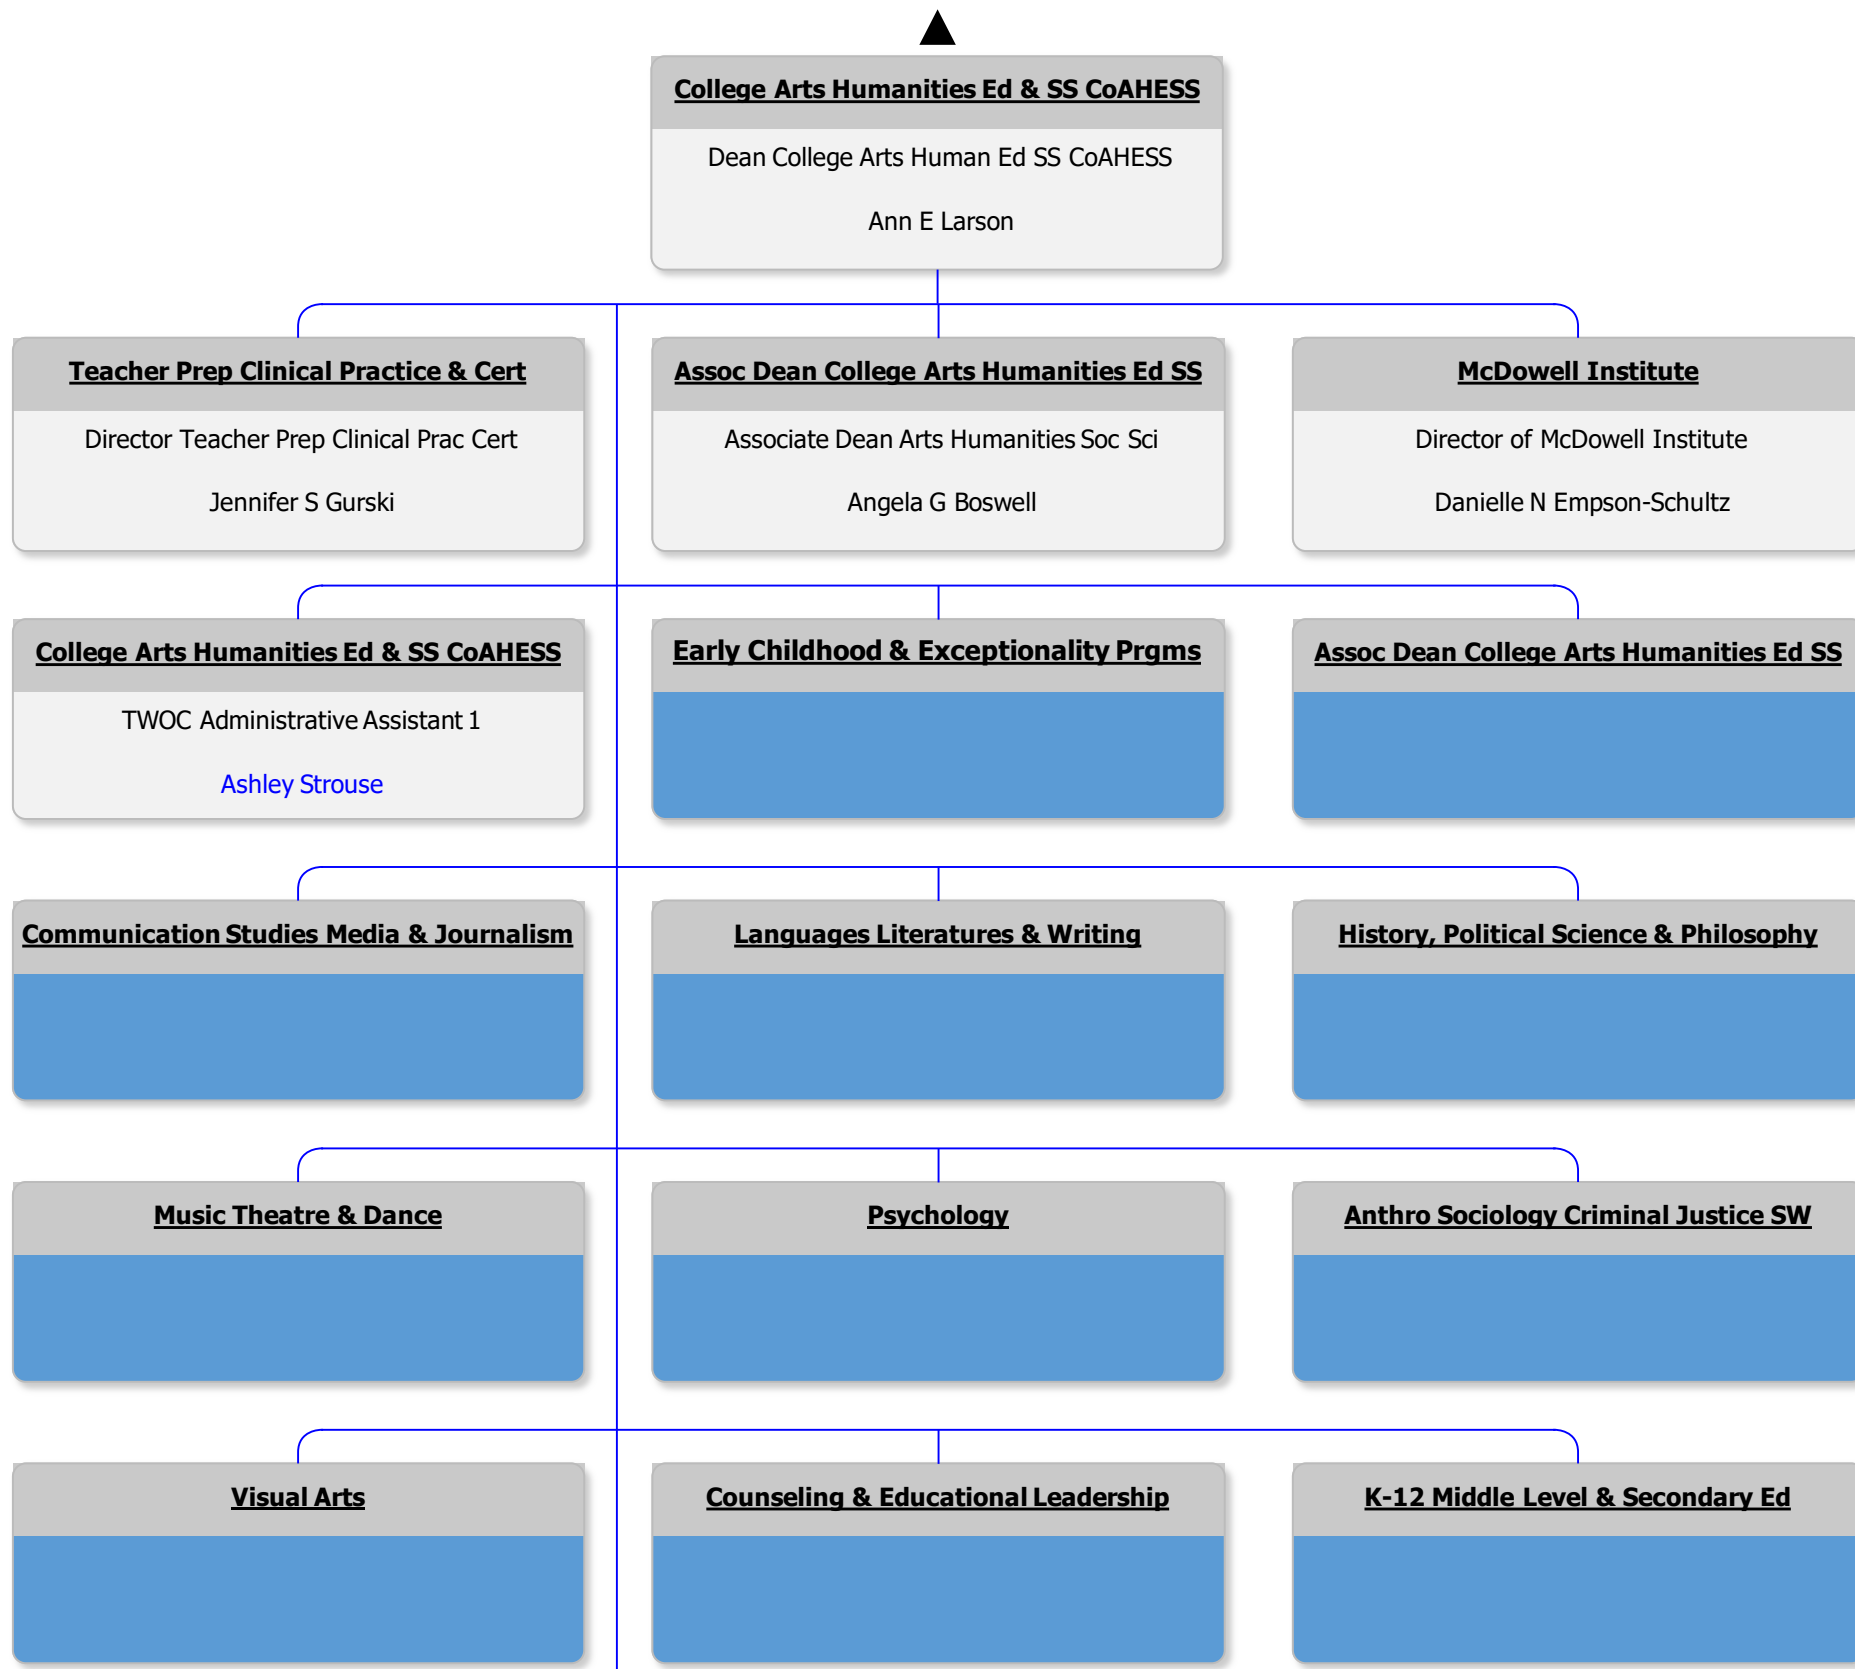 College Arts Humanities Ed & SS CoAHESS
Dean College Arts Human Ed SS CoAHESS
Ann E Larson
Teacher Prep Clinical Practice & Cert
Director Teacher Prep Clinical Prac Cert
Jennifer S Gurski
Assoc Dean College Arts Humanities Ed SS
Associate Dean Arts Humanities Soc Sci
Angela G Boswell
McDowell Institute
Director of McDowell Institute
Danielle N Empson-Schultz
College Arts Humanities Ed & SS CoAHESS
TWOC Administrative Assistant 1
Ashley Strouse
Early Childhood & Exceptionality Prgms
Assoc Dean College Arts Humanities Ed SS
Communication Studies Media & Journalism
Languages Literatures & Writing
History, Political Science & Philosophy
Music Theatre & Dance
Psychology
Anthro Sociology Criminal Justice SW
Visual Arts
Counseling & Educational Leadership
K-12 Middle Level & Secondary Ed